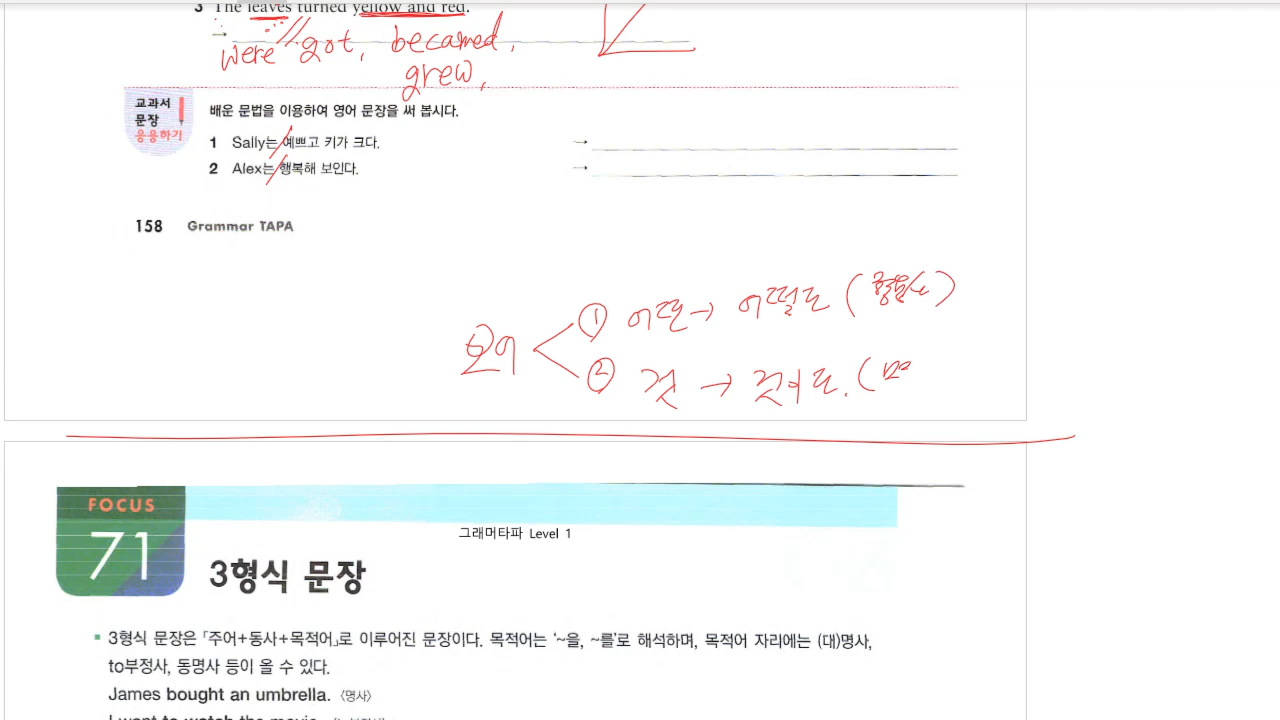 3 The leaves turned yellow and red.
→
were got, becamed,
grew,
교과서
문장
응용하기
배운 문법을 이용하여 영어 문장을 써 봅시다.
1 Sally는 예쁘고 키가 크다. →
2 Alex는 행복해 보인다. →
158 Grammar TAPA
보어
① 어떤 → 어떨도 (형용사)
② 것 → 것이도. (
FOCUS
71
그래머타파 Level 1
3형식 문장
3형식 문장은 「주어+동사+목적어」로 이루어진 문장이다. 목적어는 '~을, ~를'로 해석하며, 목적어 자리에는 (대)명사,
to부정사, 동명사 등이 올 수 있다.
James bought an umbrella. 〈명사〉
I want to watch the movie.